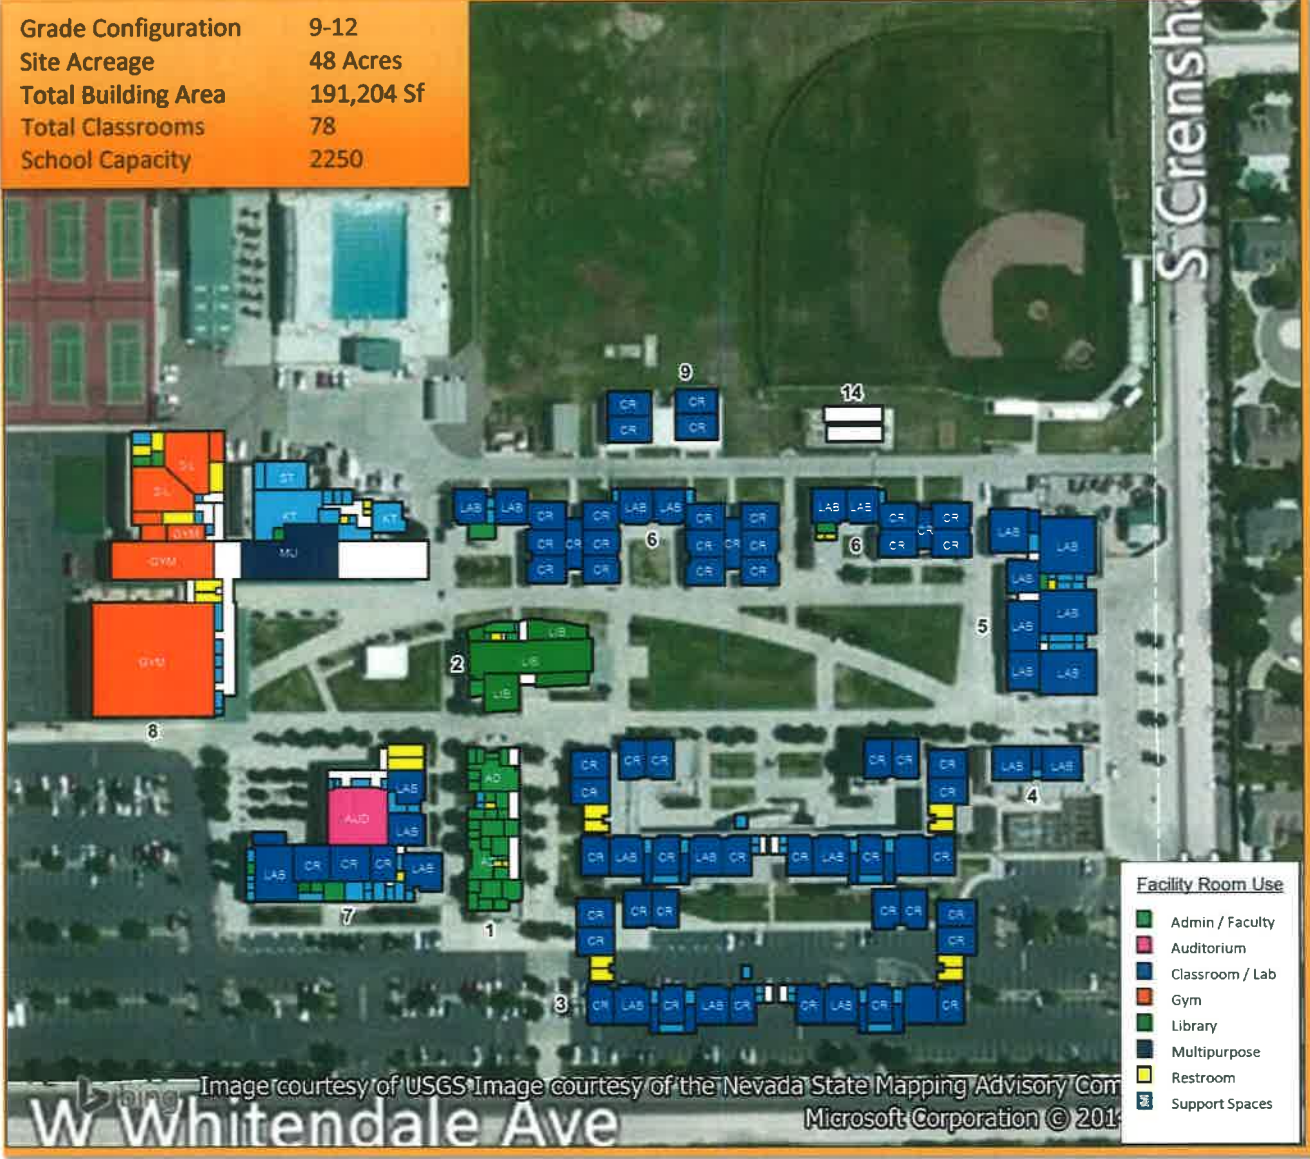 Grade Configuration 9-12
Site Acreage 48 Acres
Total Building Area 191,204 Sf
Total Classrooms 78
School Capacity 2250
S Crensha
9
CR CR
CR CR
14
S-L
S-L
GYM
GYM
ST
KT KT
MU
LAB LAB CR CR LAB LAB CR CR
CR CR CR CR CR CR
CR CR CR CR
6
LAB LAB CR CR CR
CR CR
6
LAB LAB
LAB
LAB LAB
LAB LAB
5
GYM
8
LIB
LIB
LIB
2
AUD
LAB
LAB
LAB CR CR CR LAB
7
AD
1
CR CR CR CR CR CR
CR CR
CR LAB CR LAB CR CR LAB CR CR
LAB LAB
4
CR CR CR CR CR CR
CR CR
CR LAB CR LAB CR CR LAB CR CR
3
Facility Room Use
Admin / Faculty
Auditorium
Classroom / Lab
Gym
Library
Multipurpose
Restroom
Support Spaces
bing
Image courtesy of USGS Image courtesy of the Nevada State Mapping Advisory Com
Microsoft Corporation © 201
W Whitendale Ave